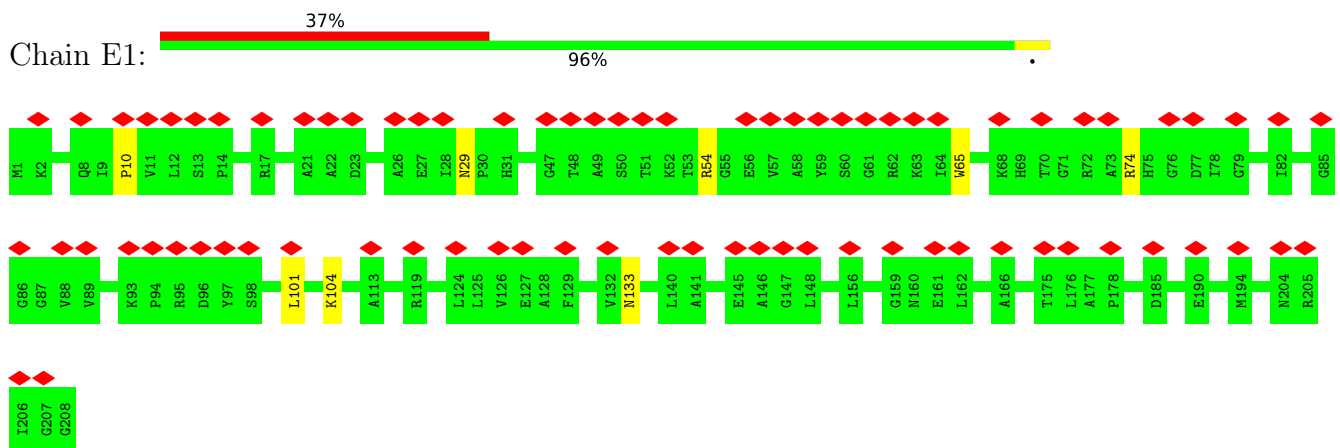 37%
Chain E1:
96% •
M1 K2 Q8 I9 P10 V11 L12 S13 P14 R17 A21 A22 D23 A26 E27 I28 N29 P30 H31 G47 T48 A49 S50 T51 K52 T53 R54 G55 E56 V57 A58 Y59 S60 G61 R62 K63 I64 W65 K68 H69 T70 G71 R72 A73 R74 H75 G76 D77 I78 G79 I82 G85
G86 G87 V88 V89 K93 P94 R95 D96 Y97 S98 L101 K104 A113 R119 L124 L125 V126 E127 A128 F129 V132 N133 L140 A141 E145 A146 G147 L148 L156 G159 N160 E161 L162 A166 T175 L176 A177 P178 D185 E190 M194 N204 R205
I206 G207 G208